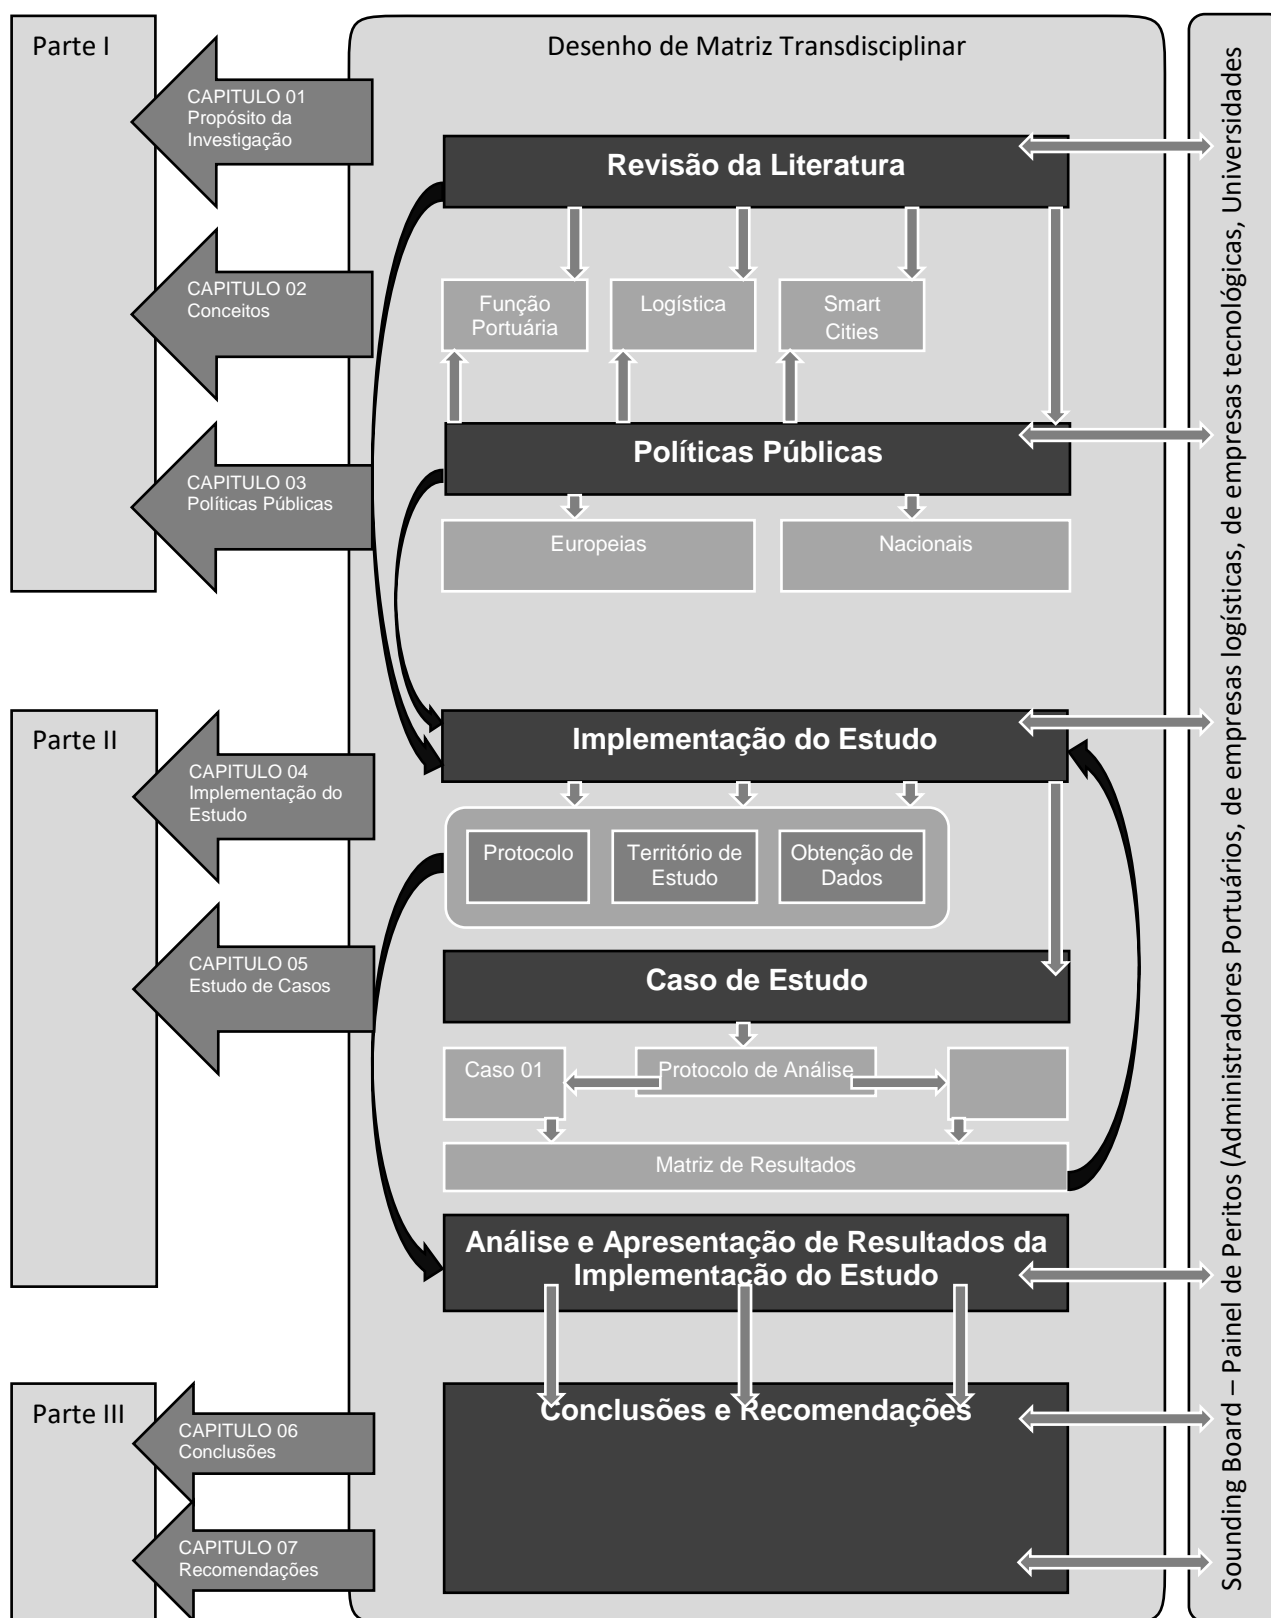 Parte I
CAPITULO 01
Propósito da
Investigação
CAPITULO 02
Conceitos
CAPITULO 03
Políticas Públicas
Parte II
CAPITULO 04
Implementação do
Estudo
CAPITULO 05
Estudo de Casos
Parte III
CAPITULO 06
Conclusões
CAPITULO 07
Recomendações
Desenho de Matriz Transdisciplinar
Revisão da Literatura
Função
Portuária
Logística
Smart
Cities
Políticas Públicas
Europeias
Nacionais
Implementação do Estudo
Protocolo
Território de
Estudo
Obtenção de
Dados
Caso de Estudo
Caso 01
Protocolo de Análise
Matriz de Resultados
Análise e Apresentação de Resultados da
Implementação do Estudo
Conclusões e Recomendações
Sounding Board – Painel de Peritos (Administradores Portuários, de empresas logísticas, de empresas tecnológicas, Universidades